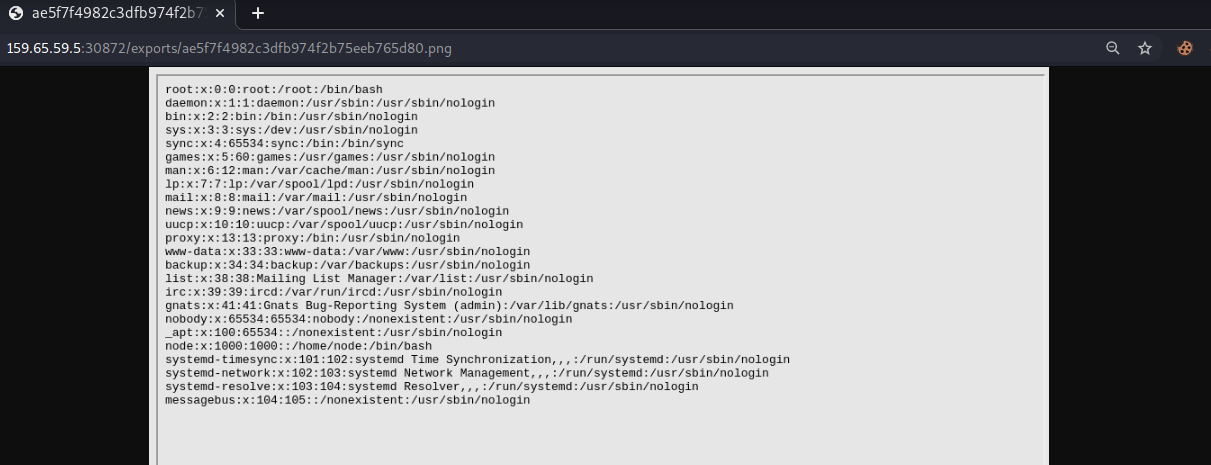 ae5f7f4982c3dfb974f2b7
159.65.59.5:30872/exports/ae5f7f4982c3dfb974f2b75eeb765d80.png
root:x:0:0:root:/root:/bin/bash
daemon:x:1:1:daemon:/usr/sbin:/usr/sbin/nologin
bin:x:2:2:bin:/bin:/usr/sbin/nologin
sys:x:3:3:sys:/dev:/usr/sbin/nologin
sync:x:4:65534:sync:/bin:/bin/sync
games:x:5:60:games:/usr/games:/usr/sbin/nologin
man:x:6:12:man:/var/cache/man:/usr/sbin/nologin
lp:x:7:7:lp:/var/spool/lpd:/usr/sbin/nologin
mail:x:8:8:mail:/var/mail:/usr/sbin/nologin
news:x:9:9:news:/var/spool/news:/usr/sbin/nologin
uucp:x:10:10:uucp:/var/spool/uucp:/usr/sbin/nologin
proxy:x:13:13:proxy:/bin:/usr/sbin/nologin
www-data:x:33:33:www-data:/var/www:/usr/sbin/nologin
backup:x:34:34:backup:/var/backups:/usr/sbin/nologin
list:x:38:38:Mailing List Manager:/var/list:/usr/sbin/nologin
irc:x:39:39:ircd:/var/run/ircd:/usr/sbin/nologin
gnats:x:41:41:Gnats Bug-Reporting System (admin):/var/lib/gnats:/usr/sbin/nologin
nobody:x:65534:65534:nobody:/nonexistent:/usr/sbin/nologin
_apt:x:100:65534::/nonexistent:/usr/sbin/nologin
node:x:1000:1000::/home/node:/bin/bash
systemd-timesync:x:101:102:systemd Time Synchronization,,,:/run/systemd:/usr/sbin/nologin
systemd-network:x:102:103:systemd Network Management,,,:/run/systemd:/usr/sbin/nologin
systemd-resolve:x:103:104:systemd Resolver,,,:/run/systemd:/usr/sbin/nologin
messagebus:x:104:105::/nonexistent:/usr/sbin/nologin